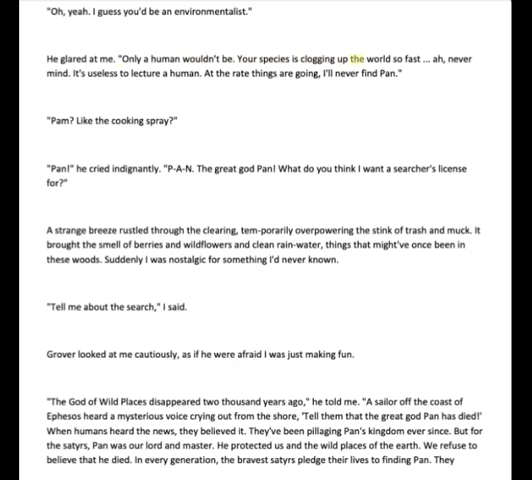 "Oh, yeah. I guess you'd be an environmentalist."
He glared at me. "Only a human wouldn't be. Your species is clogging up the world so fast ... ah, never
mind. It's useless to lecture a human. At the rate things are going, I'll never find Pan."
"Pam? Like the cooking spray?"
"Pan!" he cried indignantly. "P-A-N. The great god Pan! What do you think I want a searcher's license
for?"
A strange breeze rustled through the clearing, tem-porarily overpowering the stink of trash and muck. It
brought the smell of berries and wildflowers and clean rain-water, things that might've once been in
these woods. Suddenly I was nostalgic for something I'd never known.
"Tell me about the search," I said.
Grover looked at me cautiously, as if he were afraid I was just making fun.
"The God of Wild Places disappeared two thousand years ago," he told me. "A sailor off the coast of
Ephesos heard a mysterious voice crying out from the shore, 'Tell them that the great god Pan has died!'
When humans heard the news, they believed it. They've been pillaging Pan's kingdom ever since. But for
the satyrs, Pan was our lord and master. He protected us and the wild places of the earth. We refuse to
believe that he died. In every generation, the bravest satyrs pledge their lives to finding Pan. They